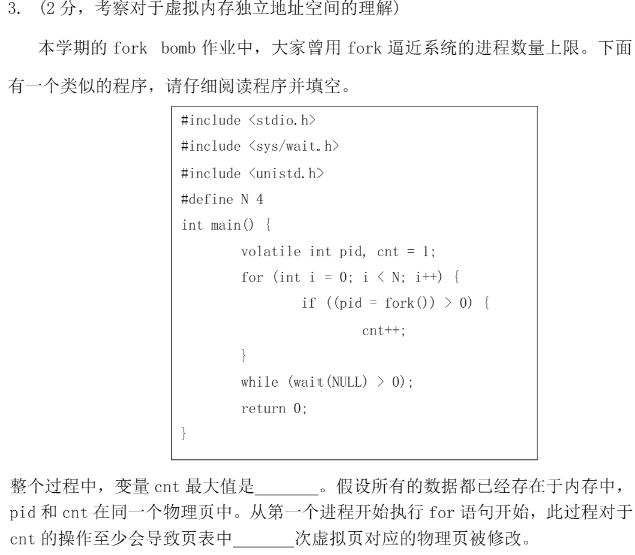 3. (2 分，考察对于虚拟内存独立地址空间的理解)
本学期的 fork bomb 作业中，大家曾用 fork 逼近系统的进程数量上限。下面
有一个类似的程序，请仔细阅读程序并填空。
#include <stdio.h>
#include <sys/wait.h>
#include <unistd.h>
#define N 4
int main() {
volatile int pid, cnt = 1;
for (int i = 0; i < N; i++) {
if ((pid = fork()) > 0) {
cnt++;
}
while (wait(NULL) > 0);
return 0;
}
整个过程中，变量 cnt 最大值是_______。假设所有的数据都已经存在于内存中，
pid 和 cnt 在同一个物理页中。从第一个进程开始执行 for 语句开始，此过程对于
cnt 的操作至少会导致页表中_______次虚拟页对应的物理页被修改。